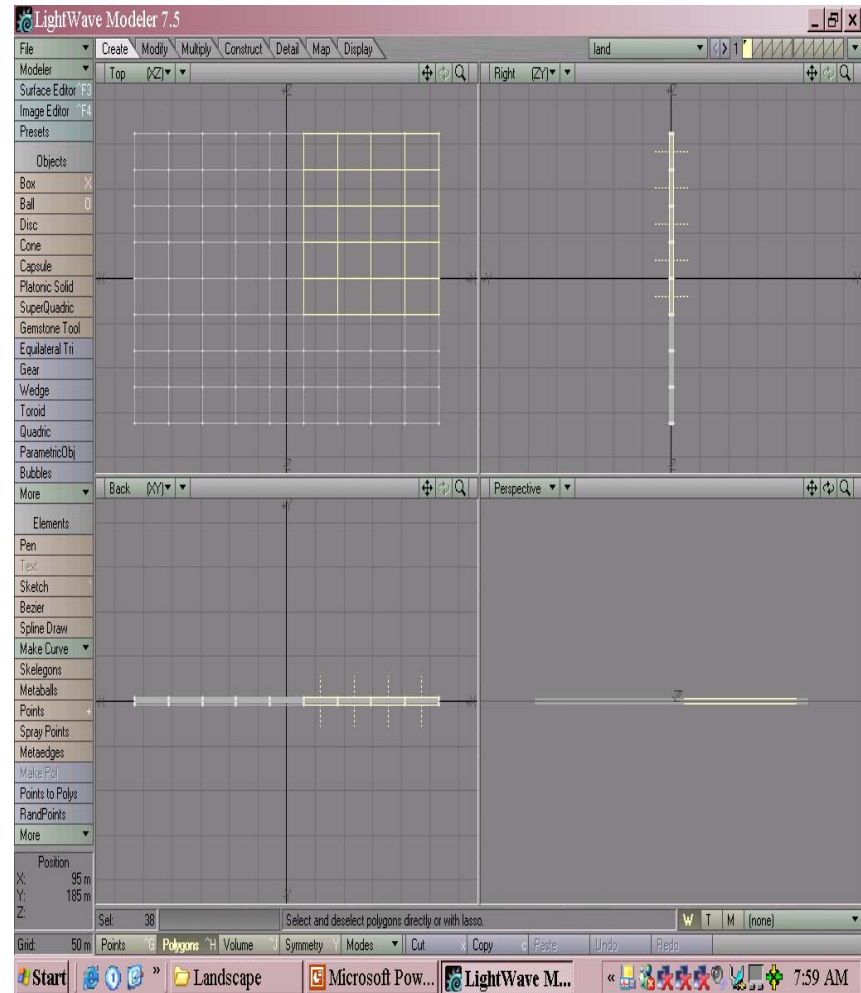 LightWave Modeler 7.5
File Create Modify Multiply Construct Detail Map Display land 1
Modeler Top (XZ) Right (ZY)
Surface Editor ^F3
Image Editor ^F4
Presets
Objects
Box X
Ball O
Disc
Cone
Capsule
Platonic Solid
SuperQuadric
Gemstone Tool
Equilateral Tri
Gear
Wedge
Toroid
Quadric
ParametricObj
Bubbles
More Back (XY) Perspective
Elements
Pen
Text
Sketch
Bezier
Spline Draw
Make Curve
Skelegons
Metaballs
Points +
Spray Points
Metaedges
Make Pol
Points to Polys
RandPoints
More
Position
X: 95 m
Y: 185 m
Z:
Sel: 38 Select and deselect polygons directly or with lasso. W T M (none)
Grid: 50 m Points ^G Polygons ^H Volume ^J Symmetry Y Modes Cut x Copy c Paste Undo Redo
Start » Landscape Microsoft Pow... LightWave M... « 7:59 AM